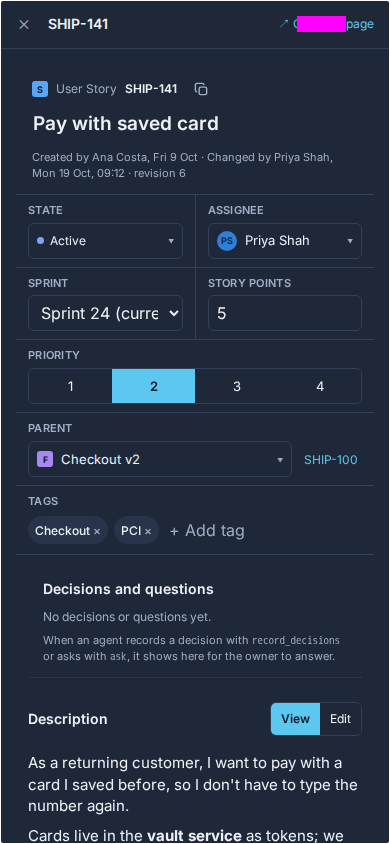 × SHIP-141 ↗ page
S User Story SHIP-141
Pay with saved card
Created by Ana Costa, Fri 9 Oct · Changed by Priya Shah,
Mon 19 Oct, 09:12 · revision 6
STATE ASSIGNEE
Active PS Priya Shah
SPRINT STORY POINTS
Sprint 24 (curre 5
PRIORITY
1 2 3 4
PARENT
F Checkout v2 SHIP-100
TAGS
Checkout × PCI × + Add tag
Decisions and questions
No decisions or questions yet.
When an agent records a decision with record_decisions
or asks with ask, it shows here for the owner to answer.
Description View Edit
As a returning customer, I want to pay with a
card I saved before, so I don't have to type the
number again.
Cards live in the vault service as tokens; we